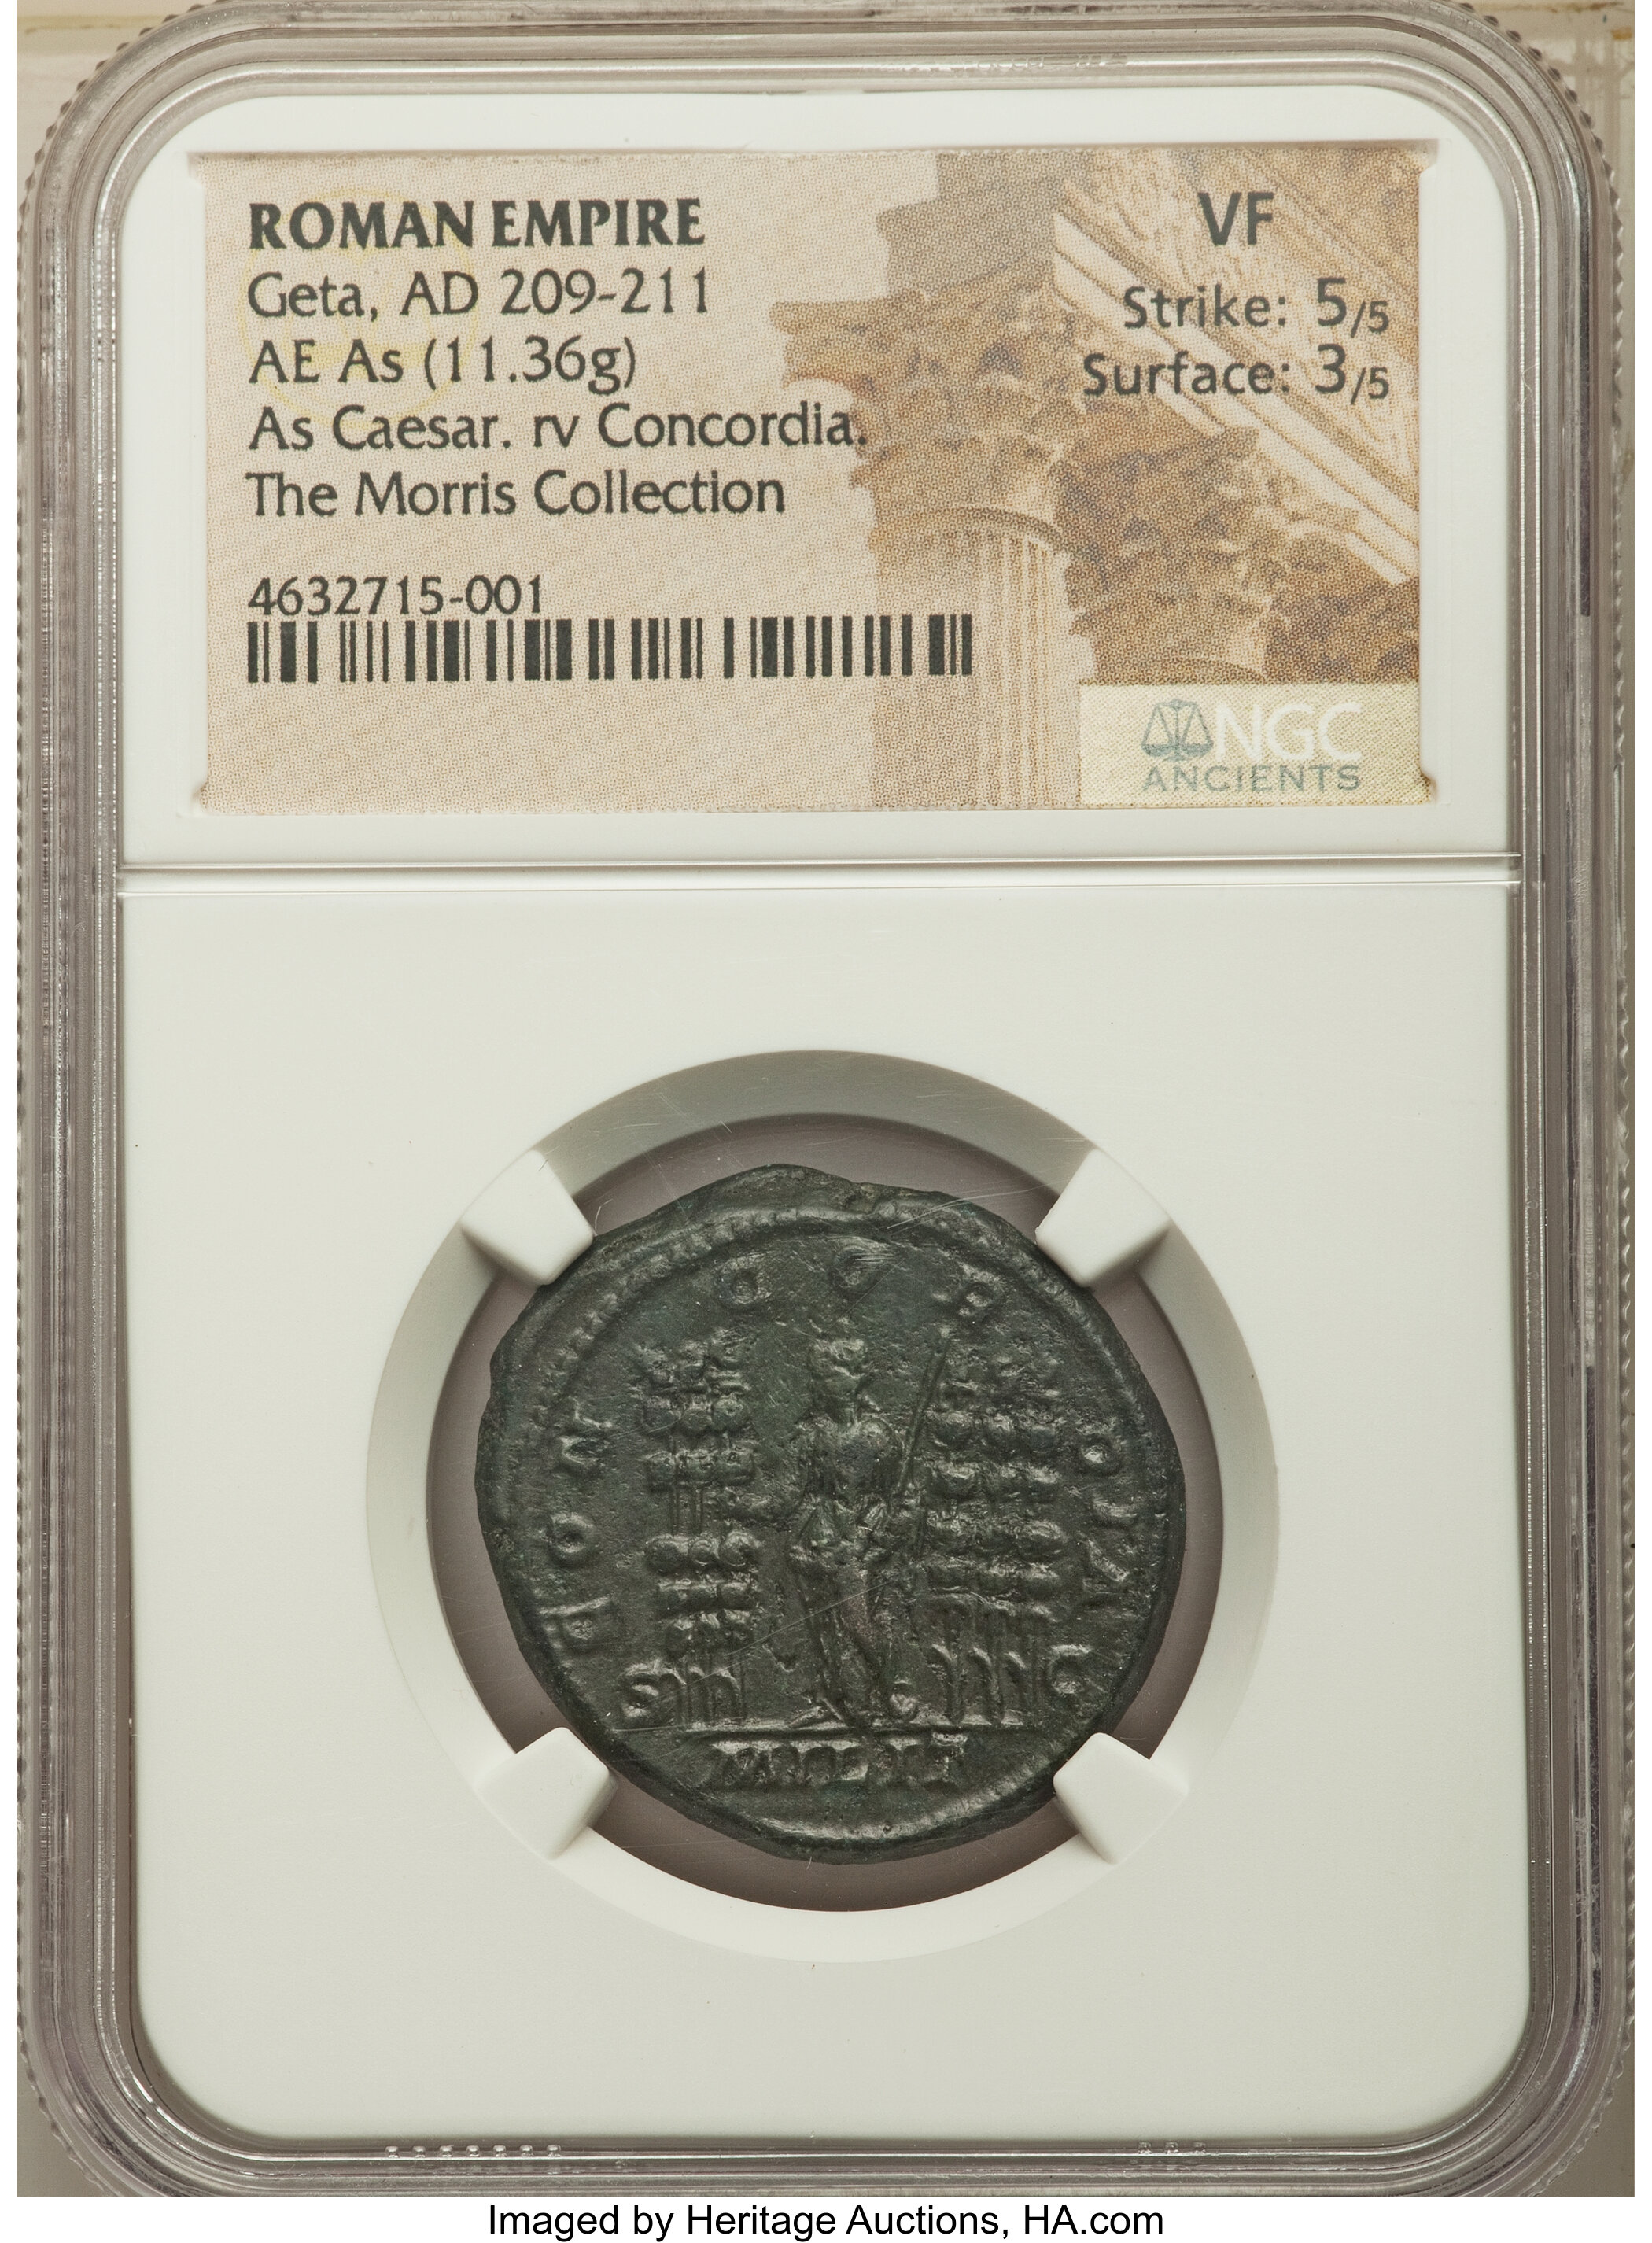 ROMAN EMPIRE
Geta, AD 209-211
AE As (11.36g)
As Caesar. rv Concordia.
The Morris Collection
4632715-001
VF
Strike: 5/5
Surface: 3/5
NGC
ANCIENTS
S C
Imaged by Heritage Auctions, HA.com